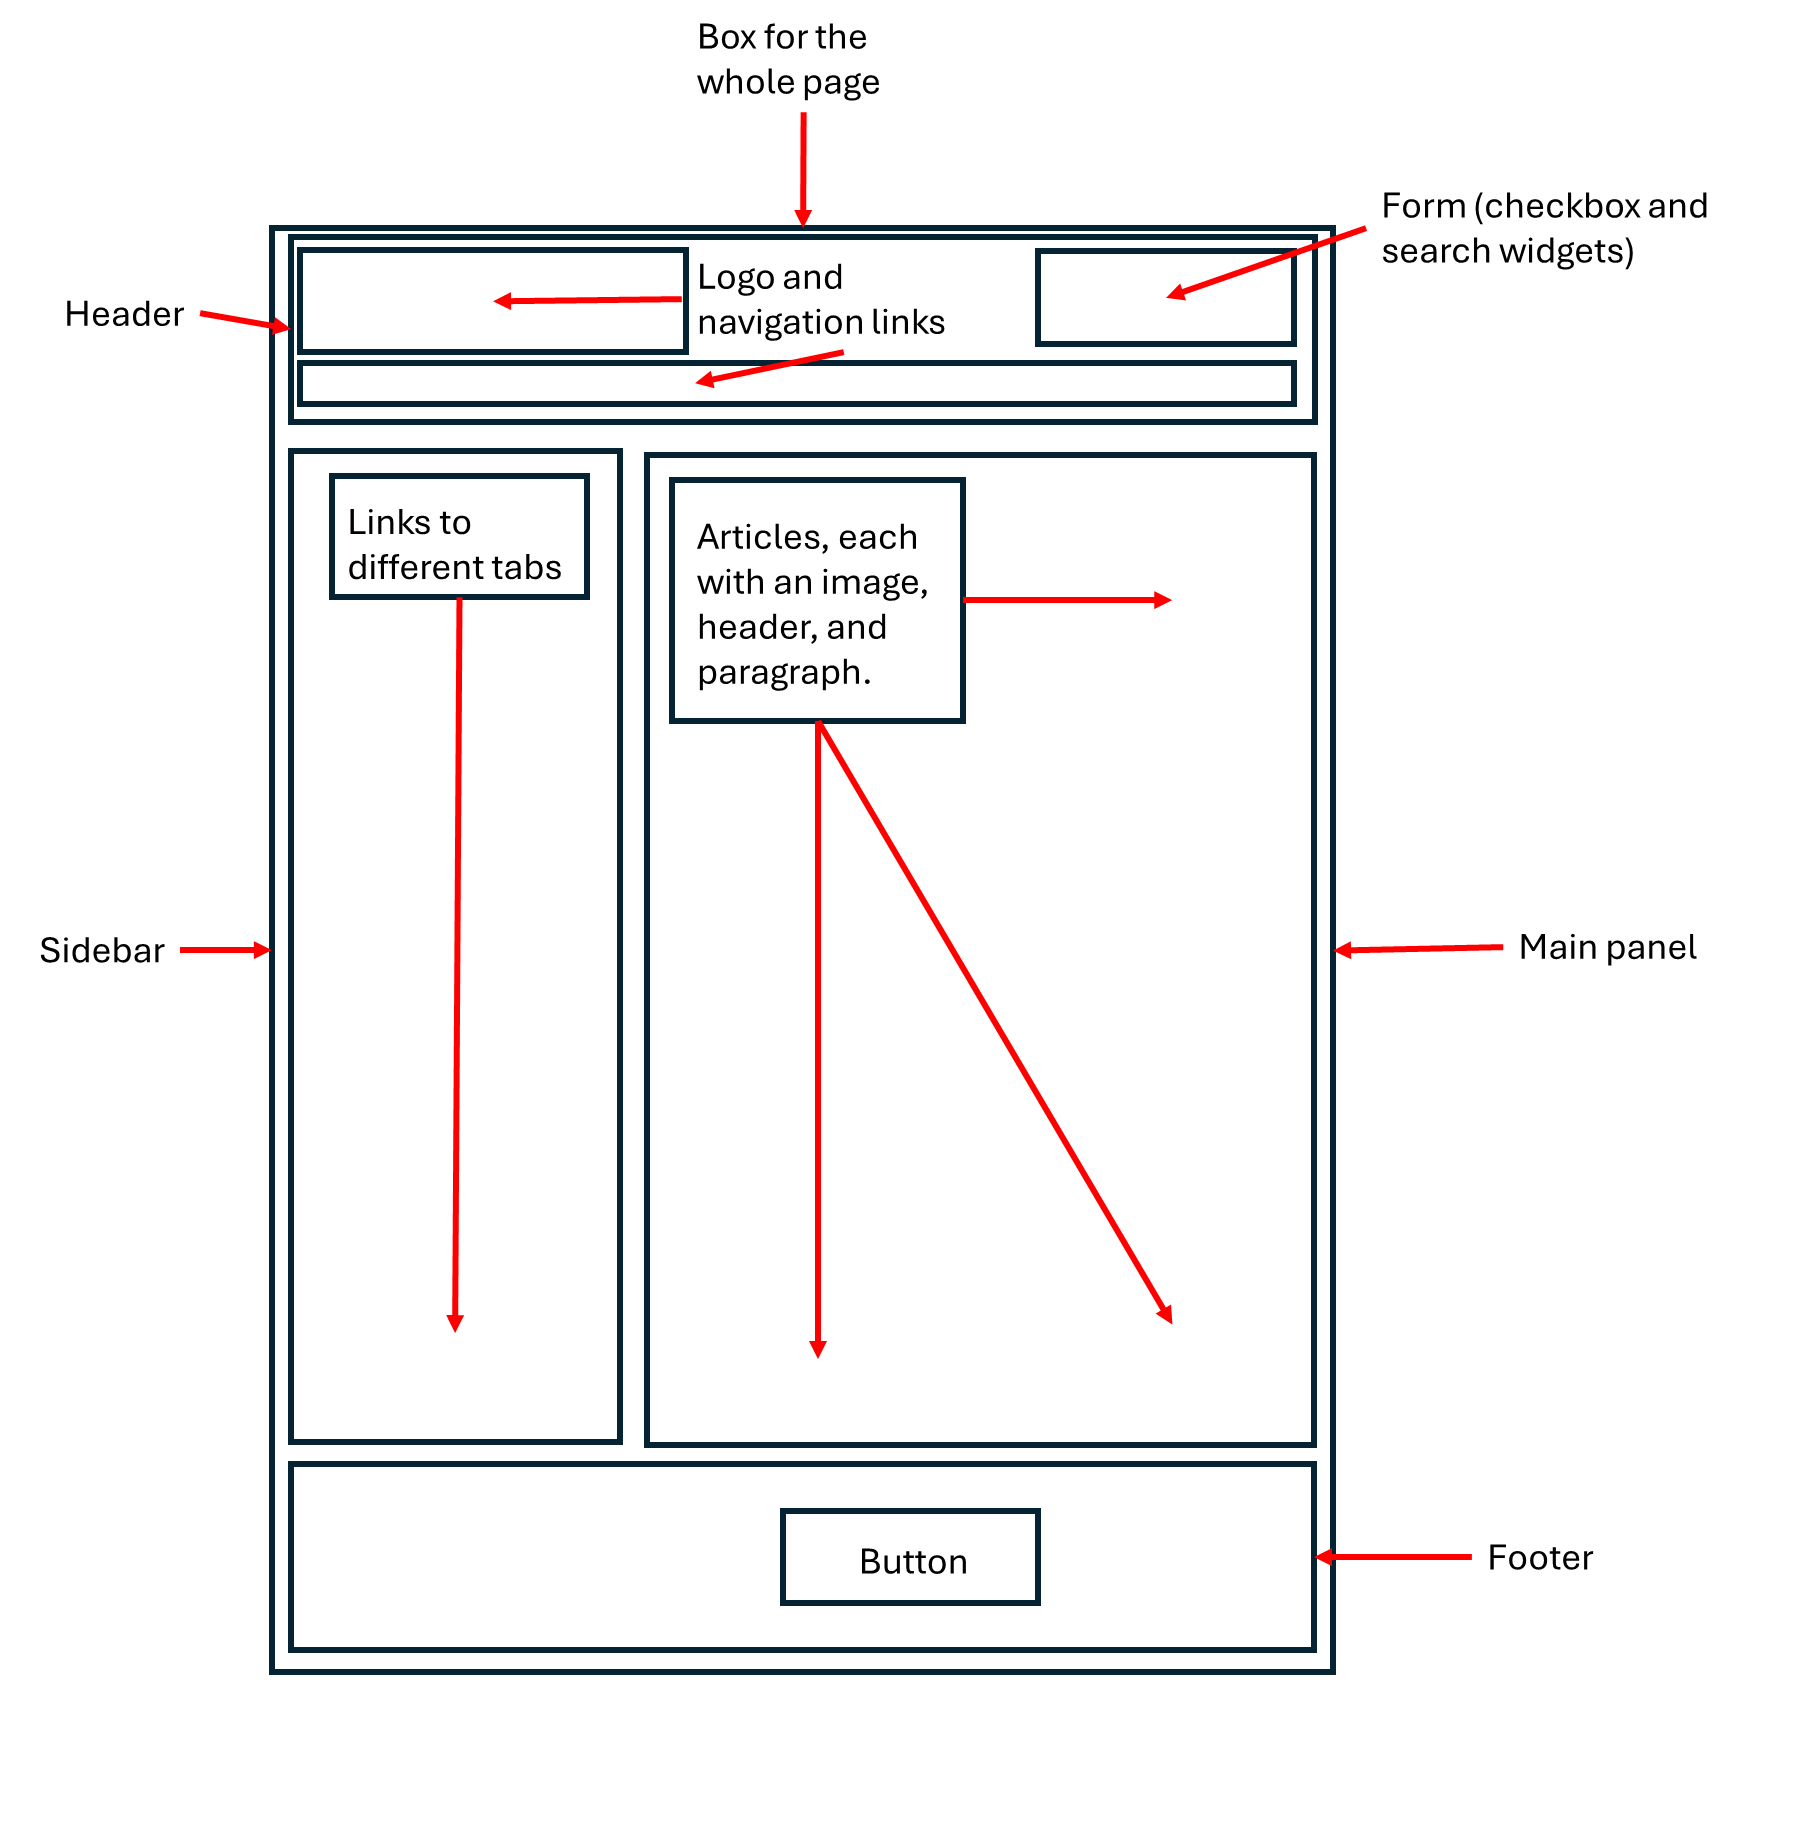 Box for the
whole page
Form (checkbox and
search widgets)
Logo and
navigation links
Header
Links to
different tabs
Articles, each
with an image,
header, and
paragraph.
Sidebar
Main panel
Button
Footer